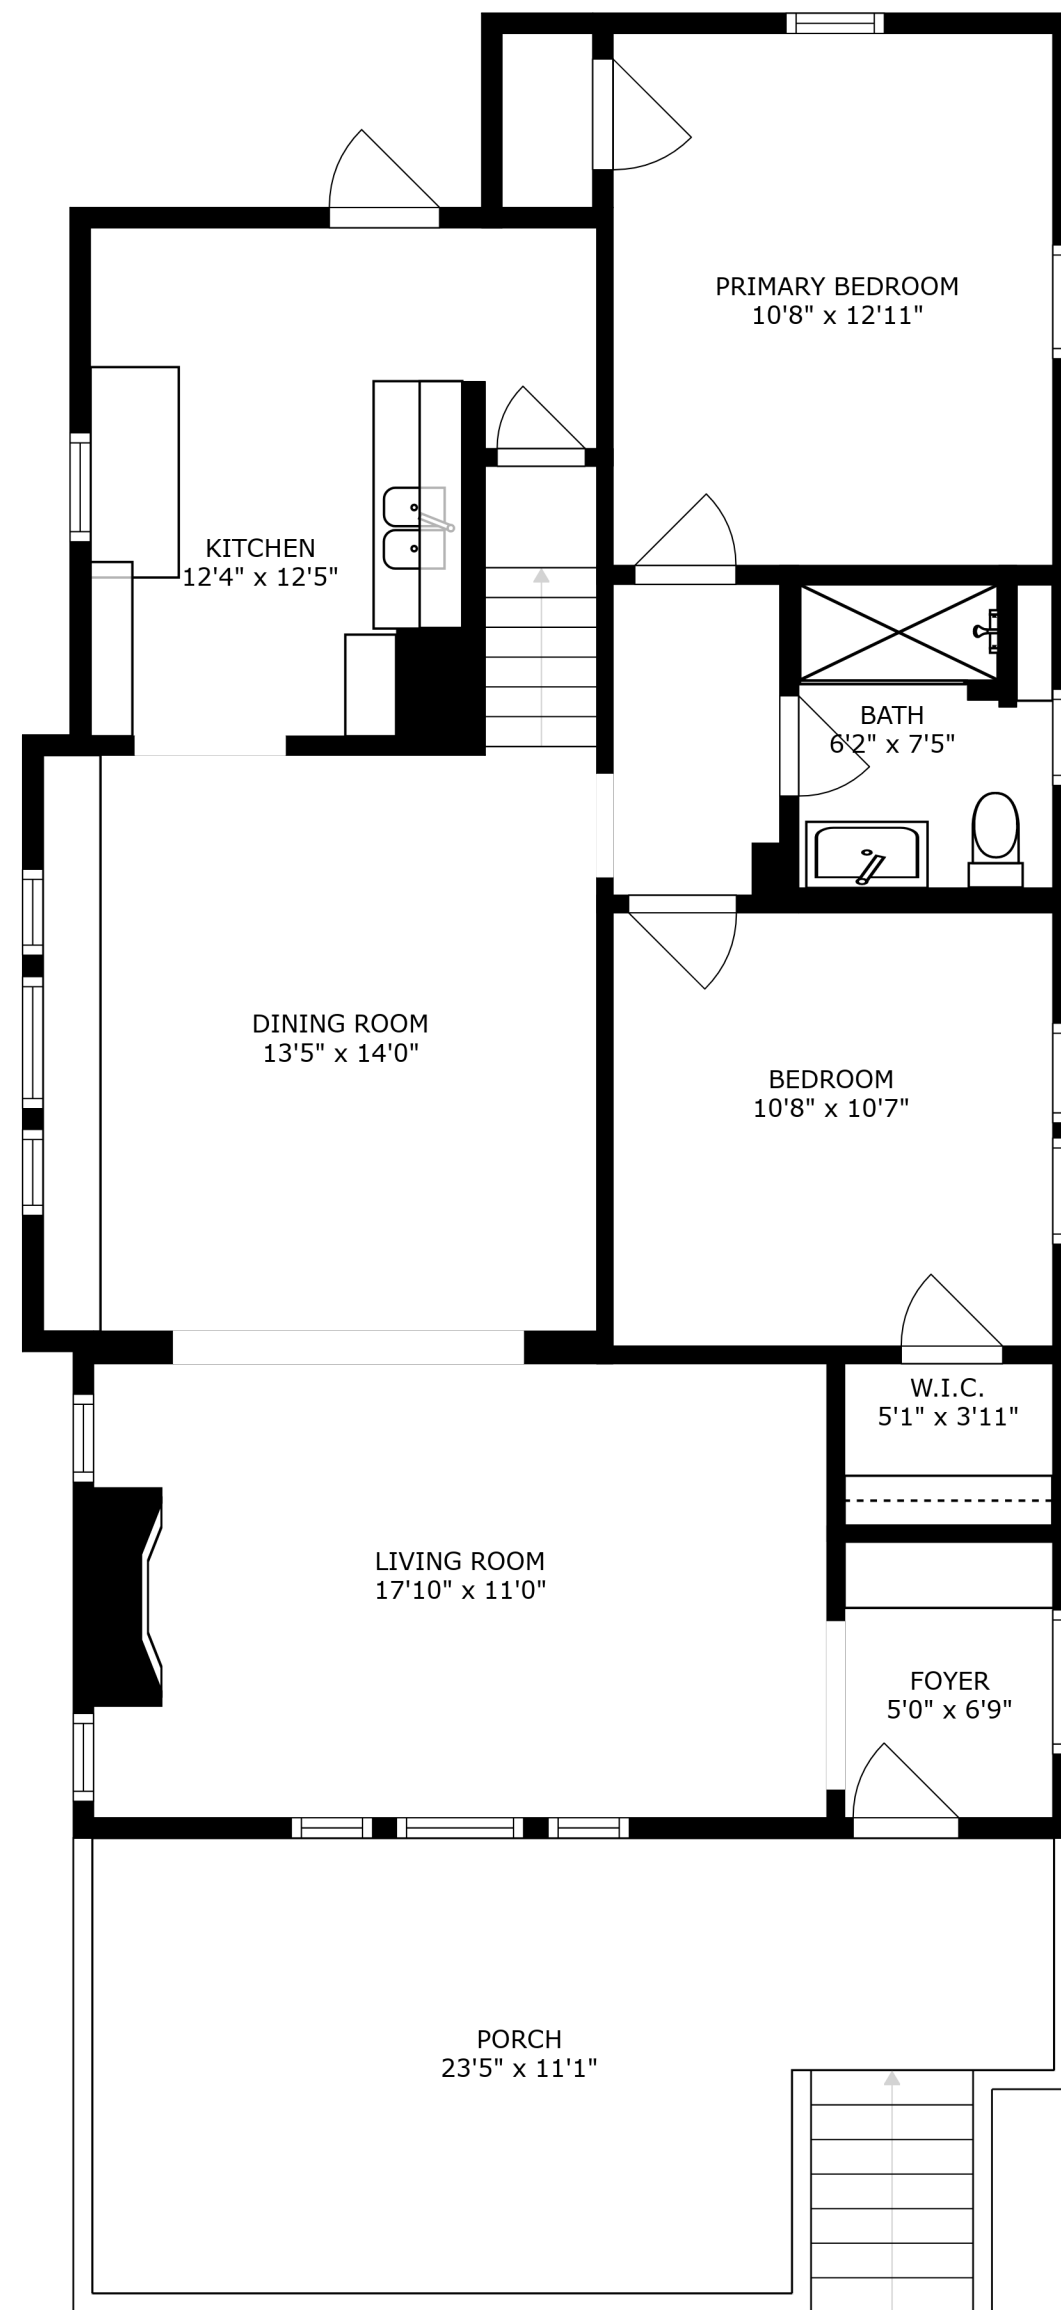 PRIMARY BEDROOM
10'8" x 12'11"
KITCHEN
12'4" x 12'5"
BATH
6'2" x 7'5"
DINING ROOM
13'5" x 14'0"
BEDROOM
10'8" x 10'7"
W.I.C.
5'1" x 3'11"
LIVING ROOM
17'10" x 11'0"
FOYER
5'0" x 6'9"
PORCH
23'5" x 11'1"